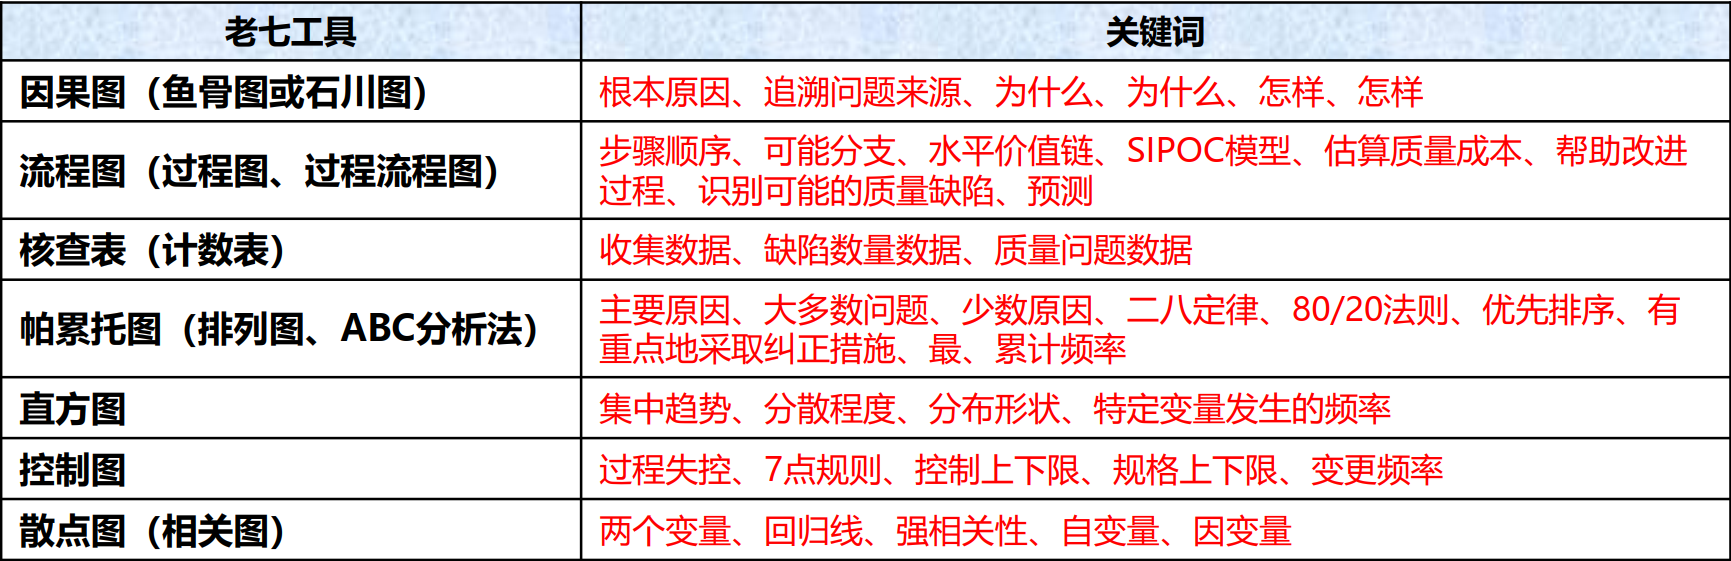 老七工具
关键词
因果图（鱼骨图或石川图）
根本原因、追溯问题来源、为什么、为什么、怎样、怎样
流程图（过程图、过程流程图）
步骤顺序、可能分支、水平价值链、SIPOC模型、估算质量成本、帮助改进
过程、识别可能的质量缺陷、预测
核查表（计数表）
收集数据、缺陷数量数据、质量问题数据
帕累托图（排列图、ABC分析法）
主要原因、大多数问题、少数原因、二八定律、80/20法则、优先排序、有
重点地采取纠正措施、最、累计频率
直方图
集中趋势、分散程度、分布形状、特定变量发生的频率
控制图
过程失控、7点规则、控制上下限、规格上下限、变更频率
散点图（相关图）
两个变量、回归线、强相关性、自变量、因变量